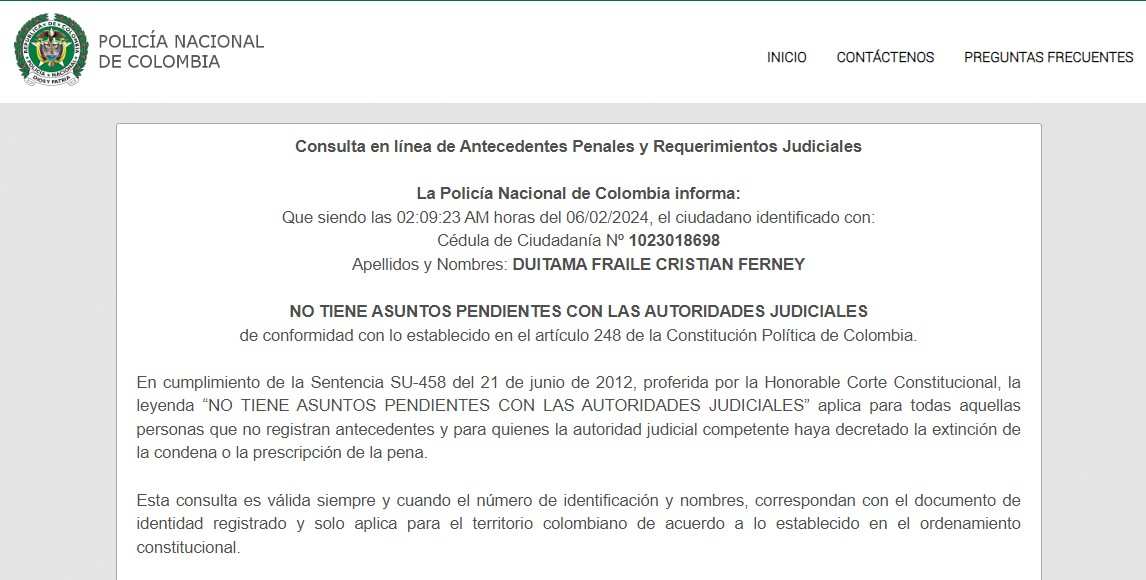 POLICÍA NACIONAL
DE COLOMBIA
INICIO CONTÁCTENOS PREGUNTAS FRECUENTES
REPÚBLICA DE COLOMBIA
POLICÍA NACIONAL
DIOS Y PATRIA
Consulta en línea de Antecedentes Penales y Requerimientos Judiciales
La Policía Nacional de Colombia informa:
Que siendo las 02:09:23 AM horas del 06/02/2024, el ciudadano identificado con:
Cédula de Ciudadanía Nº 1023018698
Apellidos y Nombres: DUITAMA FRAILE CRISTIAN FERNEY
NO TIENE ASUNTOS PENDIENTES CON LAS AUTORIDADES JUDICIALES
de conformidad con lo establecido en el artículo 248 de la Constitución Política de Colombia.
En cumplimiento de la Sentencia SU-458 del 21 de junio de 2012, proferida por la Honorable Corte Constitucional, la
leyenda “NO TIENE ASUNTOS PENDIENTES CON LAS AUTORIDADES JUDICIALES” aplica para todas aquellas
personas que no registran antecedentes y para quienes la autoridad judicial competente haya decretado la extinción de
la condena o la prescripción de la pena.
Esta consulta es válida siempre y cuando el número de identificación y nombres, correspondan con el documento de
identidad registrado y solo aplica para el territorio colombiano de acuerdo a lo establecido en el ordenamiento
constitucional.